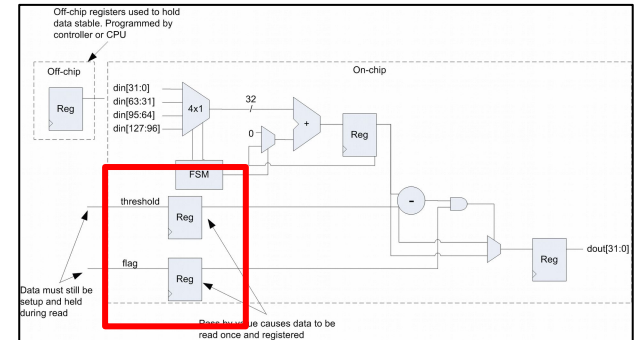 Off-chip registers used to hold
data stable. Programmed by
controller or CPU
Off-chip
On-chip
Reg
din[31:0]
din[63:31]
din[95:64]
din[127:96]
4x1
32
0
+
Reg
FSM
threshold
Reg
-
flag
Reg
Reg
dout[31:0]
Data must still be
setup and held
during read
Pass by value causes data to be
read once and registered